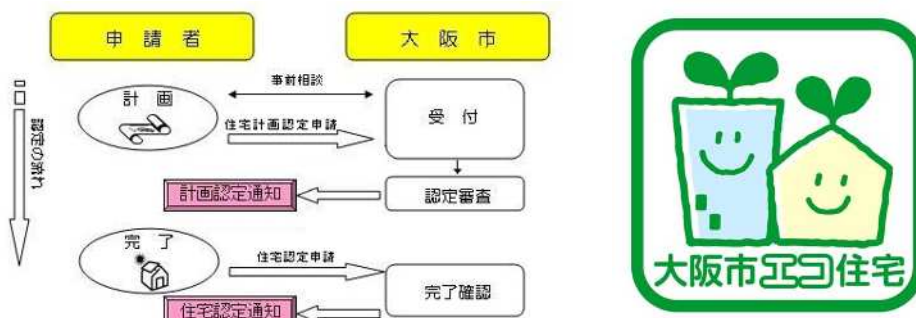 申請者
大阪市
認定の流れ
計画
事前相談
住宅計画認定申請
受付
計画認定通知
認定審査
完了
住宅認定申請
完了確認
住宅認定通知
大阪市エコ住宅